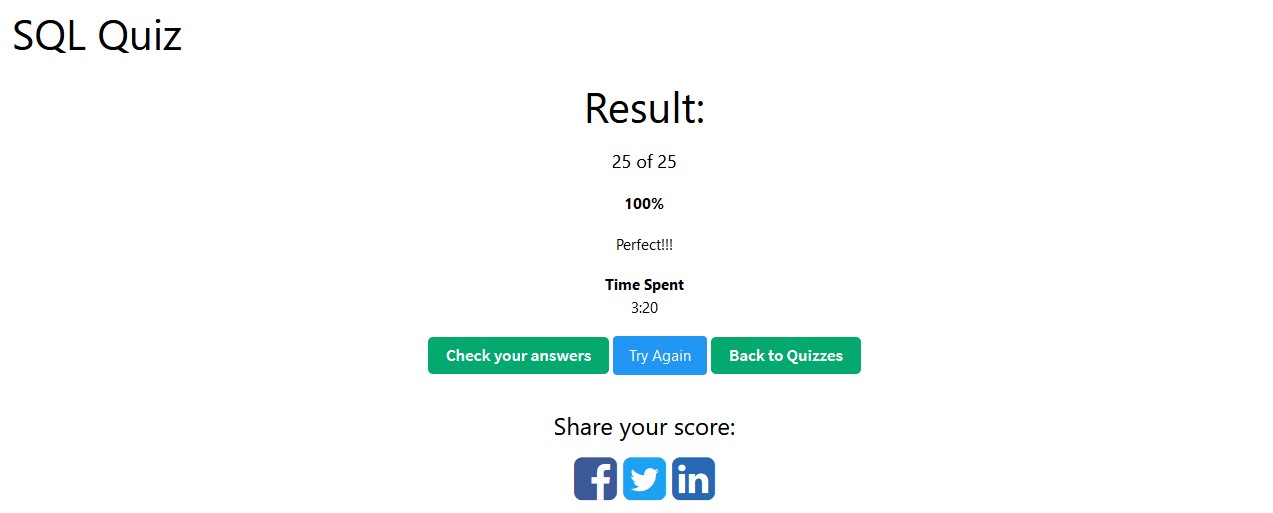 SQL Quiz
Result:
25 of 25
100%
Perfect!!!
Time Spent
3:20
Check your answers Try Again Back to Quizzes
Share your score: